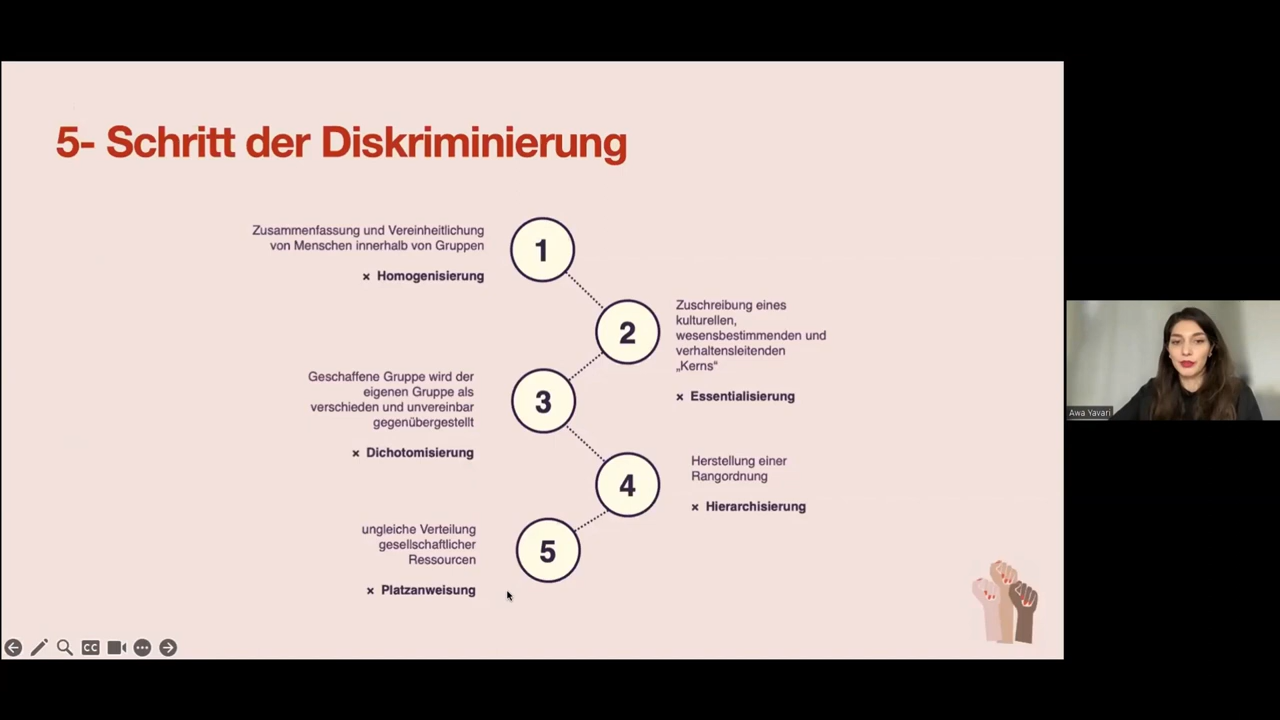 5- Schritt der Diskriminierung
Zusammenfassung und Vereinheitlichung
von Menschen innerhalb von Gruppen
× Homogenisierung
1
2
Zuschreibung eines
kulturellen,
wesensbestimmenden und
verhaltensleitenden
„Kerns“
× Essentialisierung
Geschaffene Gruppe wird der
eigenen Gruppe als
verschieden und unvereinbar
gegenübergestellt
× Dichotomisierung
3
4
Herstellung einer
Rangordnung
× Hierarchisierung
ungleiche Verteilung
gesellschaftlicher
Ressourcen
× Platzanweisung
5
CC
Awa Yavari